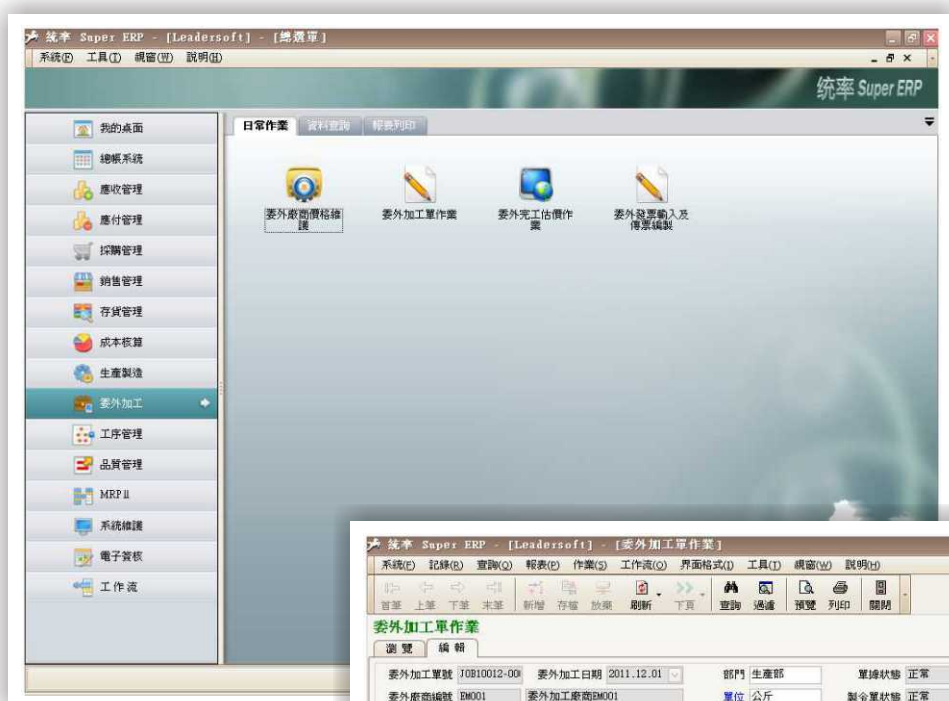 統率 Super ERP - [Leadersoft] - [總選單]
系統(F) 工具(I) 視窗(W) 說明(H)
统率 Super ERP
我的桌面
總帳系統
應收管理
應付管理
採購管理
銷售管理
存貨管理
成本核算
生產製造
委外加工
工序管理
品質管理
MRP II
系統維護
電子簽核
工作流
日常作業 資料查詢 報表列印
委外廠商價格維護
委外加工單作業
委外完工估價作業
委外發票輸入及傳票編製
統率 Super ERP - [Leadersoft] - [委外加工單作業]
系統(F) 記錄(R) 查詢(Q) 報表(P) 作業(S) 工作流(O) 界面格式(I) 工具(T) 視窗(W) 說明(H)
首筆 上筆 下筆 末筆 新增 存檔 放棄 刷新 下頁 查詢 過濾 預覽 列印 關閉
委外加工單作業
瀏覽 編輯
委外加工單號 JOB10012-00 委外加工日期 2011.12.01 部門 生產部 單據狀態 正常
委外廠商編號 EM001 委外加工廠商EM001 單位 公斤 製令單狀態 正常